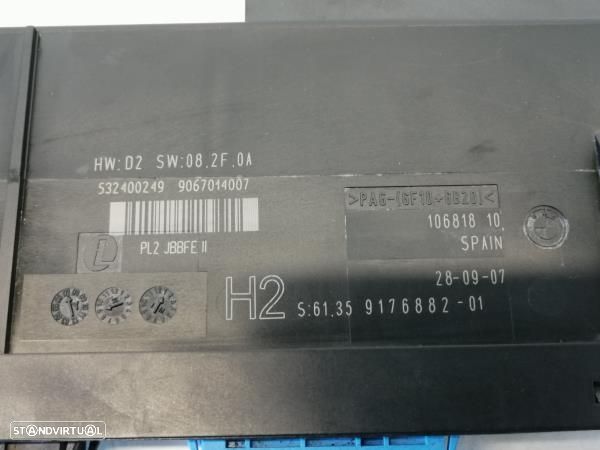 HW:D2 SW:08.2F.0A
532400249 9067014007
PL2 JBBFE II
>PA6-(GF10+GB20)<
106818 10
SPAIN
28-09-07
H2 S:61.35 9176882-01
STANDVIRTUAL